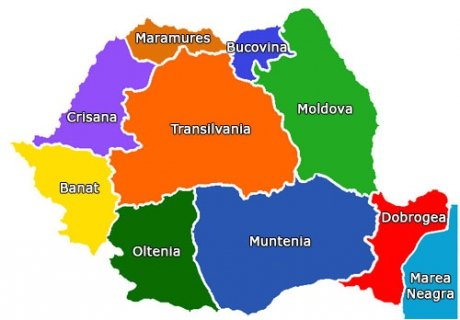 Maramures
Bucovina
Crisana
Transilvania
Moldova
Banat
Dobrogea
Oltenia
Muntenia
Marea
Neagra